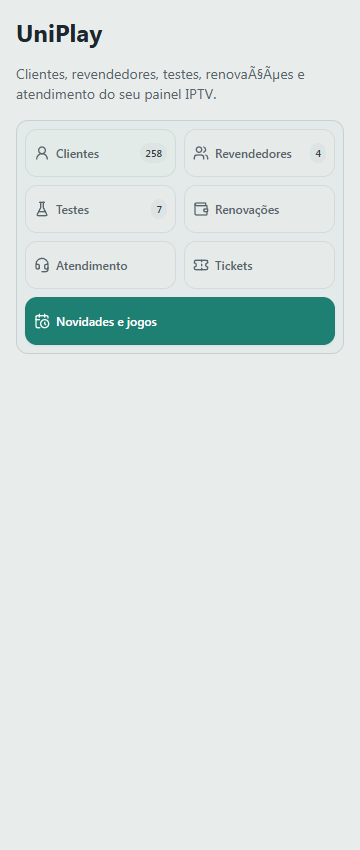 UniPlay
Clientes, revendedores, testes, renovaÃ§Ãµes e
atendimento do seu painel IPTV.
Clientes 258
Revendedores 4
Testes 7
Renovações
Atendimento
Tickets
Novidades e jogos